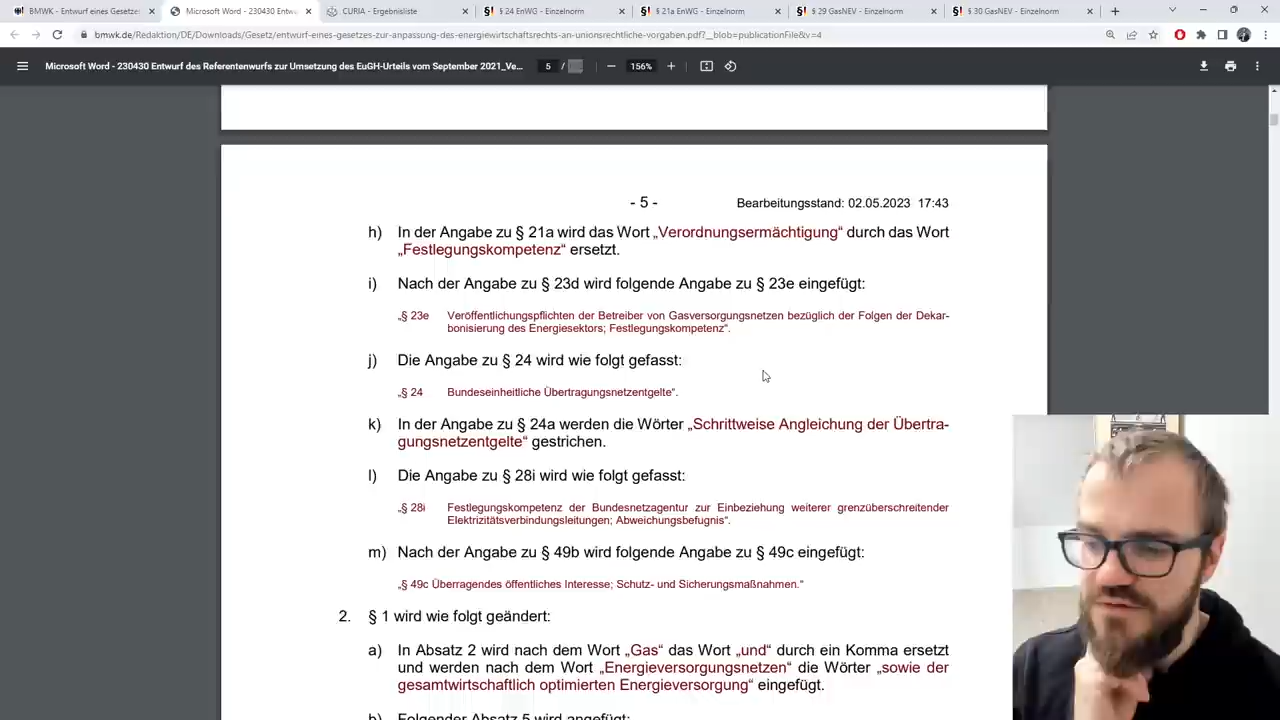 BMWK - Entwurf eines Gesetzes
Microsoft Word - 230430 Entwu
CURIA - Ergebnisliste
§ 24 EnWG - Einzelnorm
§ 21a EnWG - Einzelnorm
§ 29 GasNEV - Einzelnorm
§ 30 GasNEV - Einzelnorm
bmwk.de/Redaktion/DE/Downloads/Gesetz/entwurf-eines-gesetzes-zur-anpassung-des-energiewirtschaftsrechts-an-unionsrechtliche-vorgaben.pdf?__blob=publicationFile&v=4
Microsoft Word - 230430 Entwurf des Referentenwurfs zur Umsetzung des EuGH-Urteils vom September 2021_Ve...
5 /
156%
- 5 -
Bearbeitungsstand: 02.05.2023 17:43
h) In der Angabe zu § 21a wird das Wort „Verordnungsermächtigung“ durch das Wort
„Festlegungskompetenz“ ersetzt.
i) Nach der Angabe zu § 23d wird folgende Angabe zu § 23e eingefügt:
„§ 23e Veröffentlichungspflichten der Betreiber von Gasversorgungsnetzen bezüglich der Folgen der Dekar-
bonisierung des Energiesektors; Festlegungskompetenz“.
j) Die Angabe zu § 24 wird wie folgt gefasst:
„§ 24 Bundeseinheitliche Übertragungsnetzentgelte“.
k) In der Angabe zu § 24a werden die Wörter „Schrittweise Angleichung der Übertra-
gungsnetzentgelte“ gestrichen.
l) Die Angabe zu § 28i wird wie folgt gefasst:
„§ 28i Festlegungskompetenz der Bundesnetzagentur zur Einbeziehung weiterer grenzüberschreitender
Elektrizitätsverbindungsleitungen; Abweichungsbefugnis“.
m) Nach der Angabe zu § 49b wird folgende Angabe zu § 49c eingefügt:
„§ 49c Überragendes öffentliches Interesse; Schutz- und Sicherungsmaßnahmen.“
2. § 1 wird wie folgt geändert:
a) In Absatz 2 wird nach dem Wort „Gas“ das Wort „und“ durch ein Komma ersetzt
und werden nach dem Wort „Energieversorgungsnetzen“ die Wörter „sowie der
gesamtwirtschaftlich optimierten Energieversorgung“ eingefügt.
b) Folgender Absatz 5 wird angefügt: